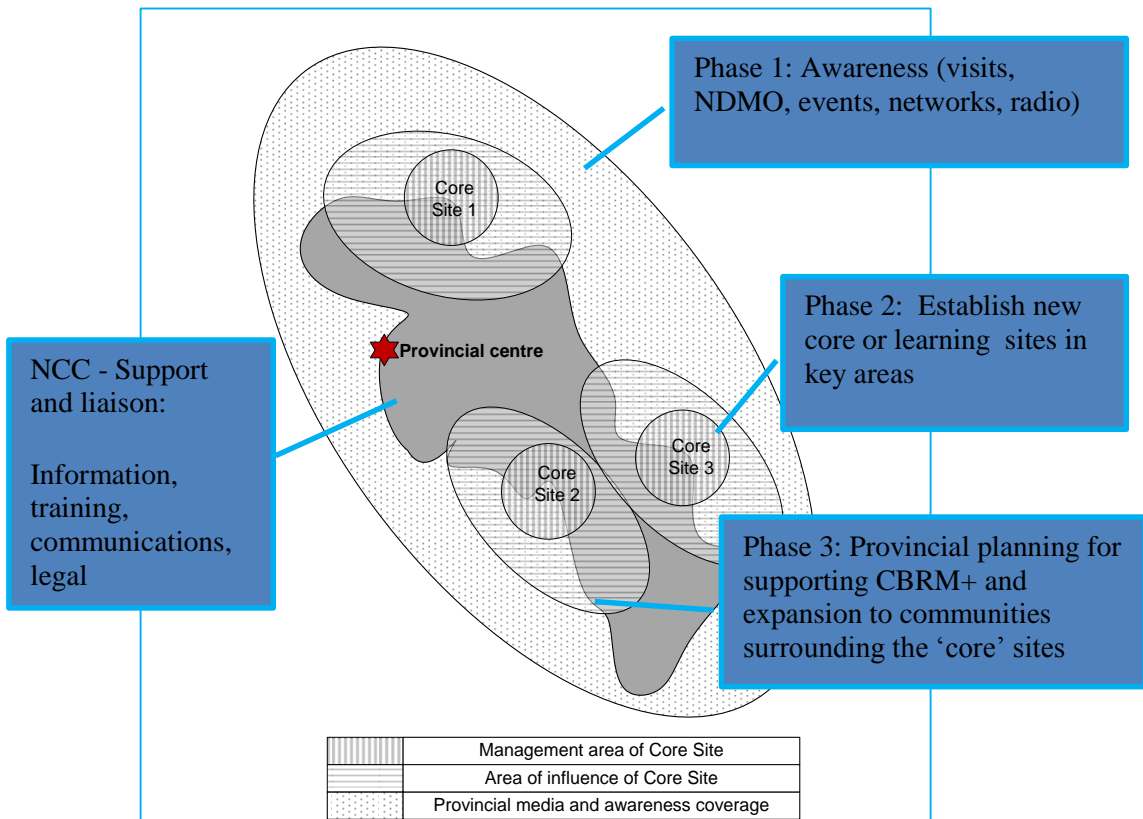 Phase 1: Awareness (visits,
NDMO, events, networks, radio)
Core
Site 1
Phase 2:  Establish new
core or learning  sites in
key areas
Provincial centre
NCC - Support
and liaison:
Information,
training,
communications,
legal
Core
Site 3
Core
Site 2
Phase 3: Provincial planning for
supporting CBRM+ and
expansion to communities
surrounding the ‘core’ sites
Management area of Core Site
Area of influence of Core Site
Provincial media and awareness coverage